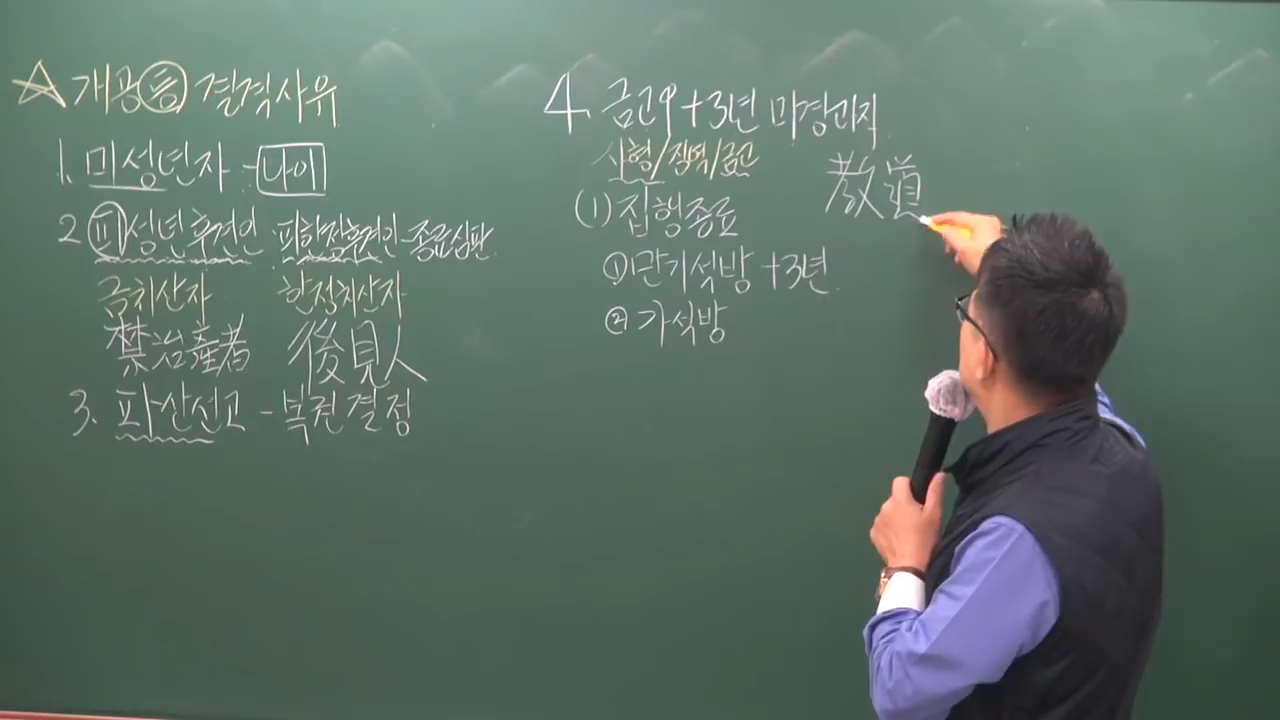 ☆ 개공(등) 결격사유
1. 미성년자 - 나이
2. 피성년후견인 · 피한정후견인 - 종료심판
금치산자 한정치산자
禁治産者 後見人
3. 파산선고 - 복권결정
4. 금고↑ + 3년 미경과자
사형/징역/금고
(1) 집행종료
① 만기석방 + 3년
② 가석방
教道